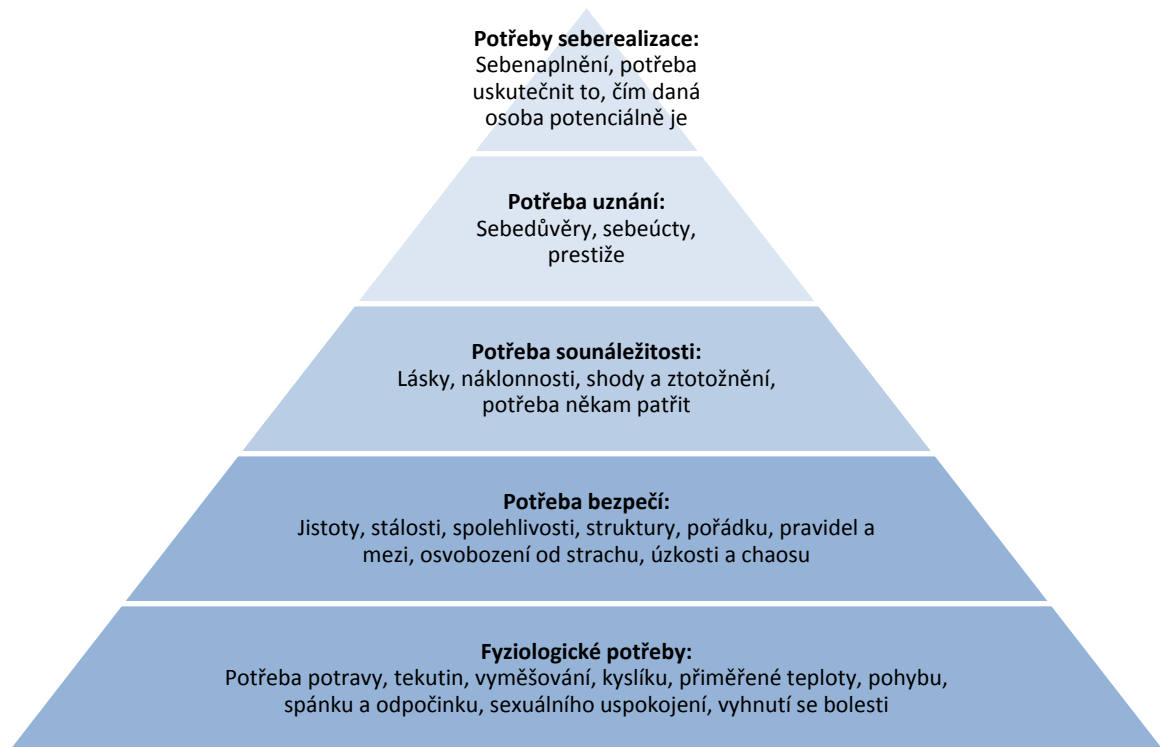 Potřeby seberealizace:
Sebenaplnění, potřeba
uskutečnit to, čím daná
osoba potenciálně je
Potřeba uznání:
Sebedůvěry, sebeúcty,
prestiže
Potřeba sounáležitosti:
Lásky, náklonnosti, shody a ztotožnění,
potřeba někam patřit
Potřeba bezpečí:
Jistoty, stálosti, spolehlivosti, struktury, pořádku, pravidel a
mezi, osvobození od strachu, úzkosti a chaosu
Fyziologické potřeby:
Potřeba potravy, tekutin, vyměšování, kyslíku, přiměřené teploty, pohybu,
spánku a odpočinku, sexuálního uspokojení, vyhnutí se bolesti